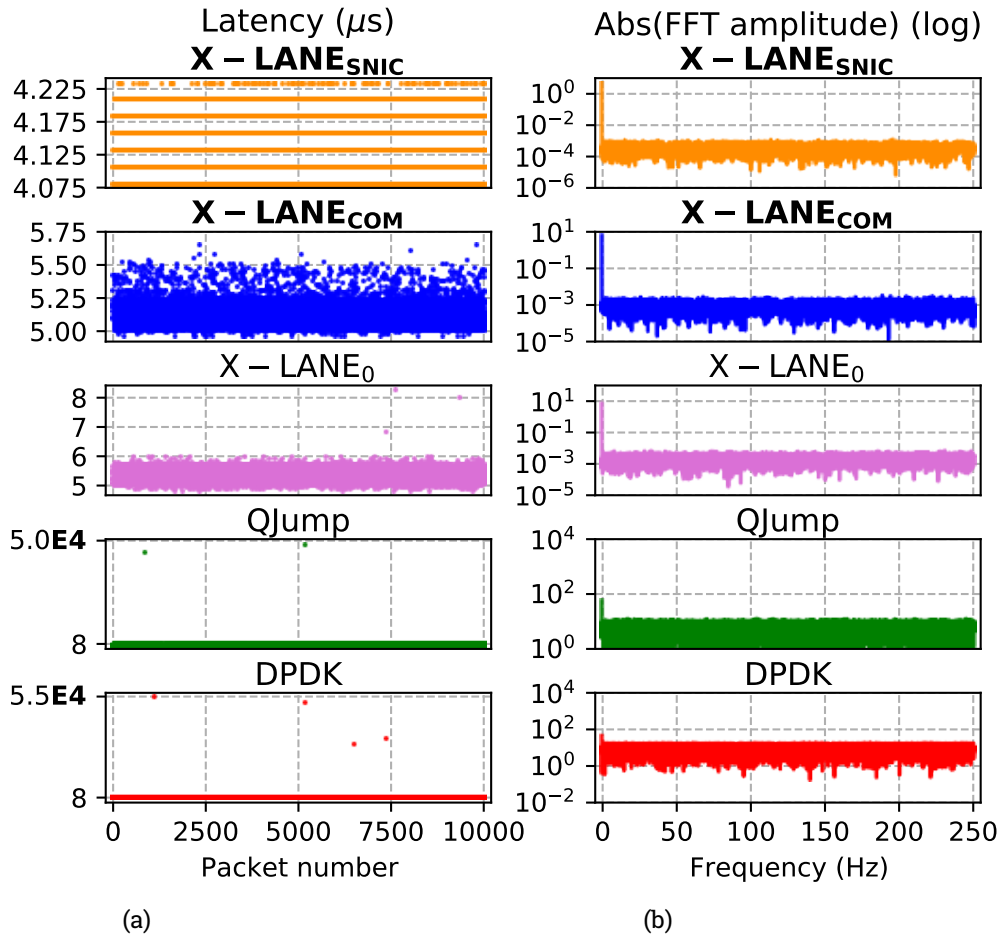 Latency (μs)
X − LANE_SNIC
4.225
4.175
4.125
4.075
X − LANE_COM
5.75
5.50
5.25
5.00
X − LANE_0
8
7
6
5
QJump
5.0E4
8
DPDK
5.5E4
8
0 2500 5000 7500 10000
Packet number
(a)
Abs(FFT amplitude) (log)
X − LANE_SNIC
10^0
10^−2
10^−4
10^−6
X − LANE_COM
10^1
10^−1
10^−3
10^−5
X − LANE_0
10^1
10^−1
10^−3
10^−5
QJump
10^4
10^2
10^0
DPDK
10^4
10^2
10^0
10^−2
0 50 100 150 200 250
Frequency (Hz)
(b)